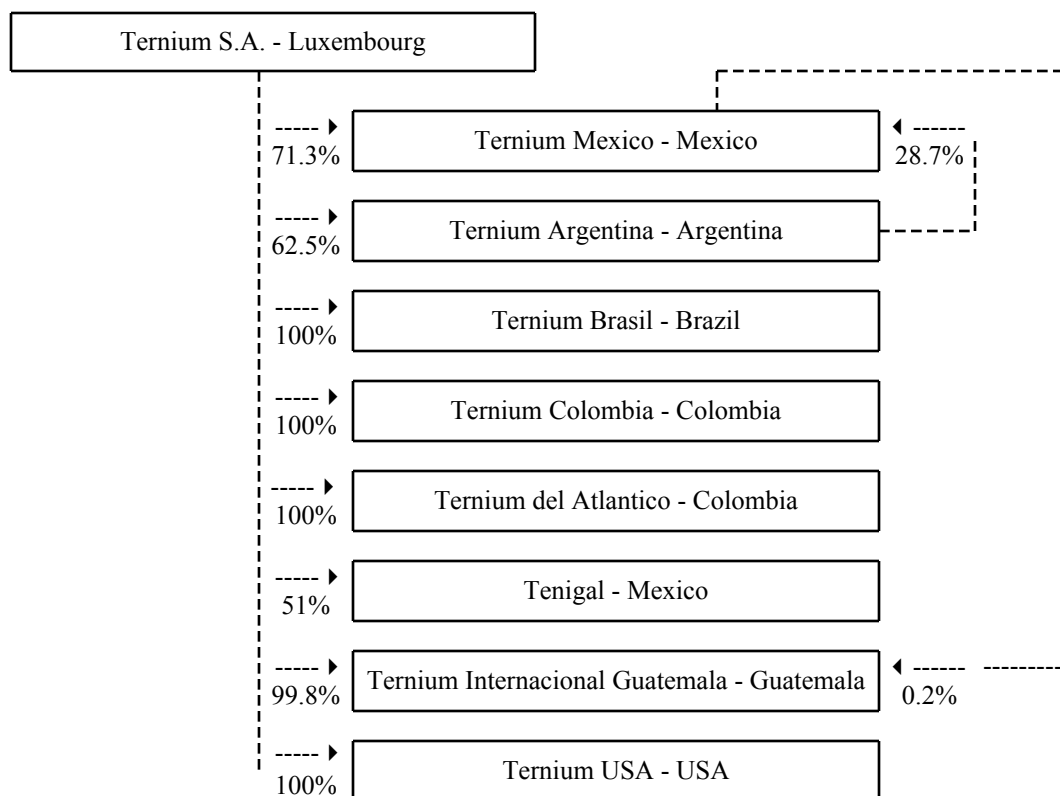 Ternium S.A. - Luxembourg
Ternium Mexico - Mexico
71.3%
28.7%
Ternium Argentina - Argentina
62.5%
Ternium Brasil - Brazil
100%
Ternium Colombia - Colombia
100%
Ternium del Atlantico - Colombia
100%
Tenigal - Mexico
51%
Ternium Internacional Guatemala - Guatemala
99.8%
0.2%
Ternium USA - USA
100%